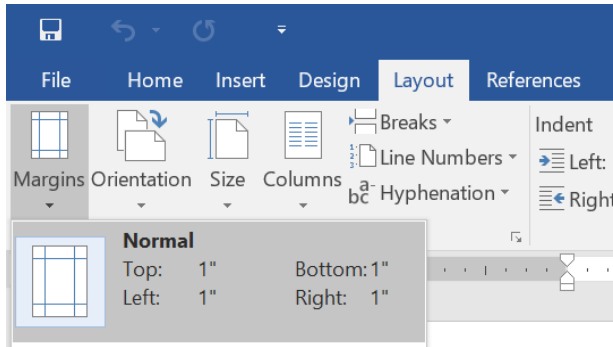 File Home Insert Design Layout References
Breaks
Indent
Line Numbers
Left:
Margins Orientation Size Columns
Hyphenation
Right
Normal
Top: 1" Bottom: 1"
Left: 1" Right: 1"